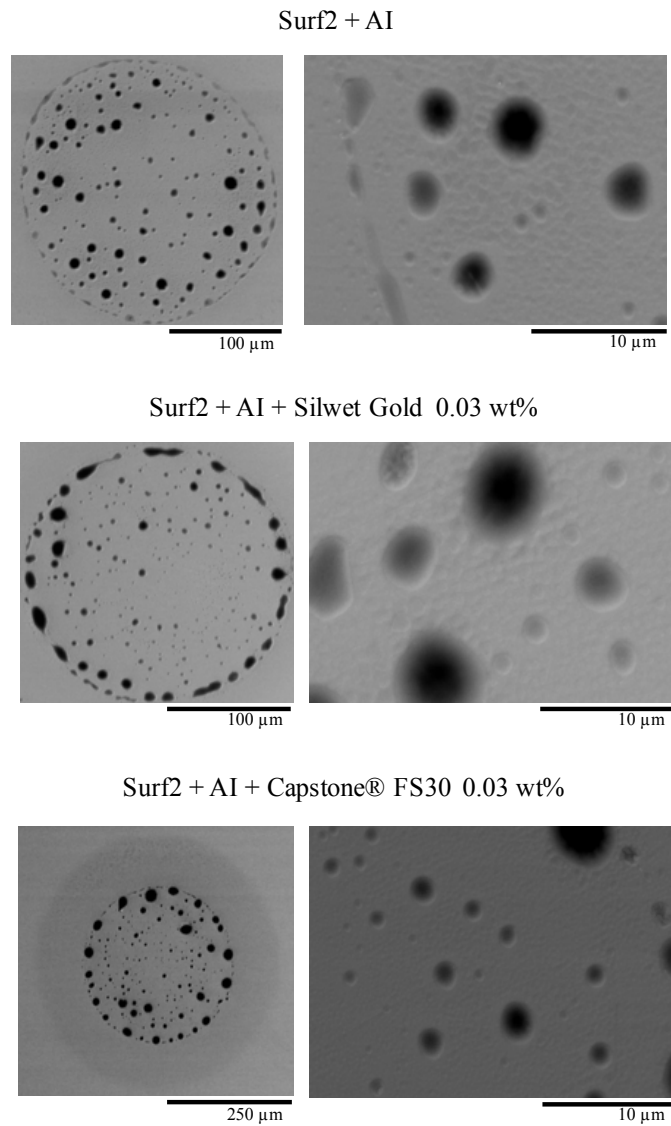 Surf2 + AI
100 µm
10 µm
Surf2 + AI + Silwet Gold 0.03 wt%
100 µm
10 µm
Surf2 + AI + Capstone® FS30 0.03 wt%
250 µm
10 µm